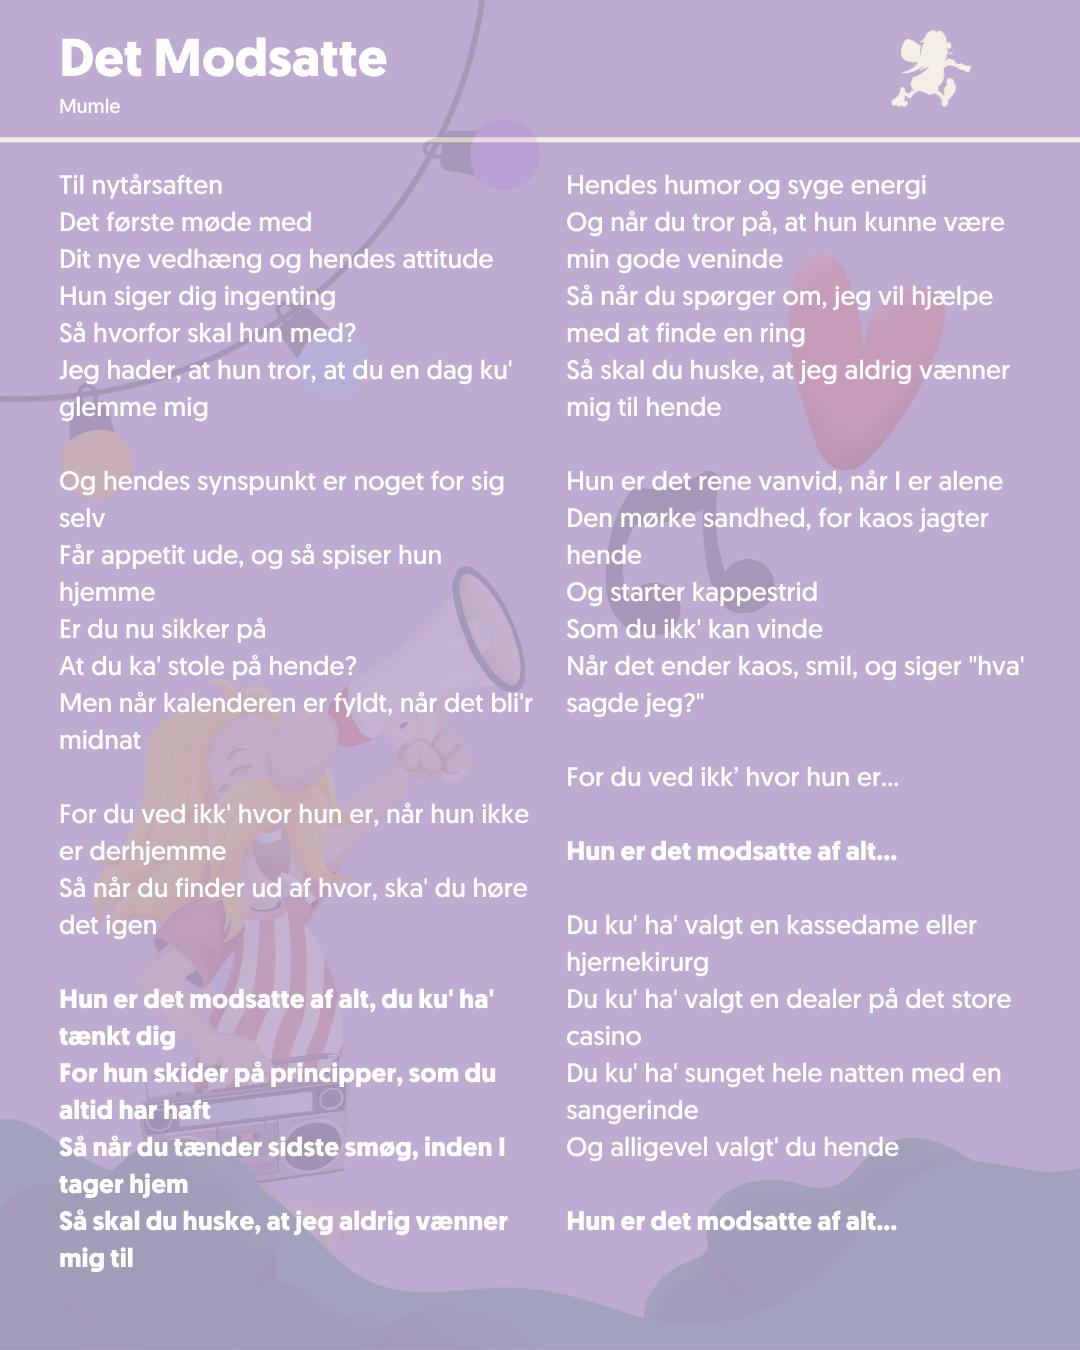 Det Modsatte
Mumle
Til nytårsaften
Det første møde med
Dit nye vedhæng og hendes attitude
Hun siger dig ingenting
Så hvorfor skal hun med?
Jeg hader, at hun tror, at du en dag ku'
glemme mig
Og hendes synspunkt er noget for sig
selv
Får appetit ude, og så spiser hun
hjemme
Er du nu sikker på
At du ka' stole på hende?
Men når kalenderen er fyldt, når det bli'r
midnat
For du ved ikk' hvor hun er, når hun ikke
er derhjemme
Så når du finder ud af hvor, ska' du høre
det igen
Hun er det modsatte af alt, du ku' ha'
tænkt dig
For hun skider på principper, som du
altid har haft
Så når du tænder sidste smøg, inden I
tager hjem
Så skal du huske, at jeg aldrig vænner
mig til
Hendes humor og syge energi
Og når du tror på, at hun kunne være
min gode veninde
Så når du spørger om, jeg vil hjælpe
med at finde en ring
Så skal du huske, at jeg aldrig vænner
mig til hende
Hun er det rene vanvid, når I er alene
Den mørke sandhed, for kaos jagter
hende
Og starter kappestrid
Som du ikk' kan vinde
Når det ender kaos, smil, og siger "hva'
sagde jeg?"
For du ved ikk’ hvor hun er...
Hun er det modsatte af alt...
Du ku' ha' valgt en kassedame eller
hjernekirurg
Du ku' ha' valgt en dealer på det store
casino
Du ku' ha' sunget hele natten med en
sangerinde
Og alligevel valgt' du hende
Hun er det modsatte af alt...